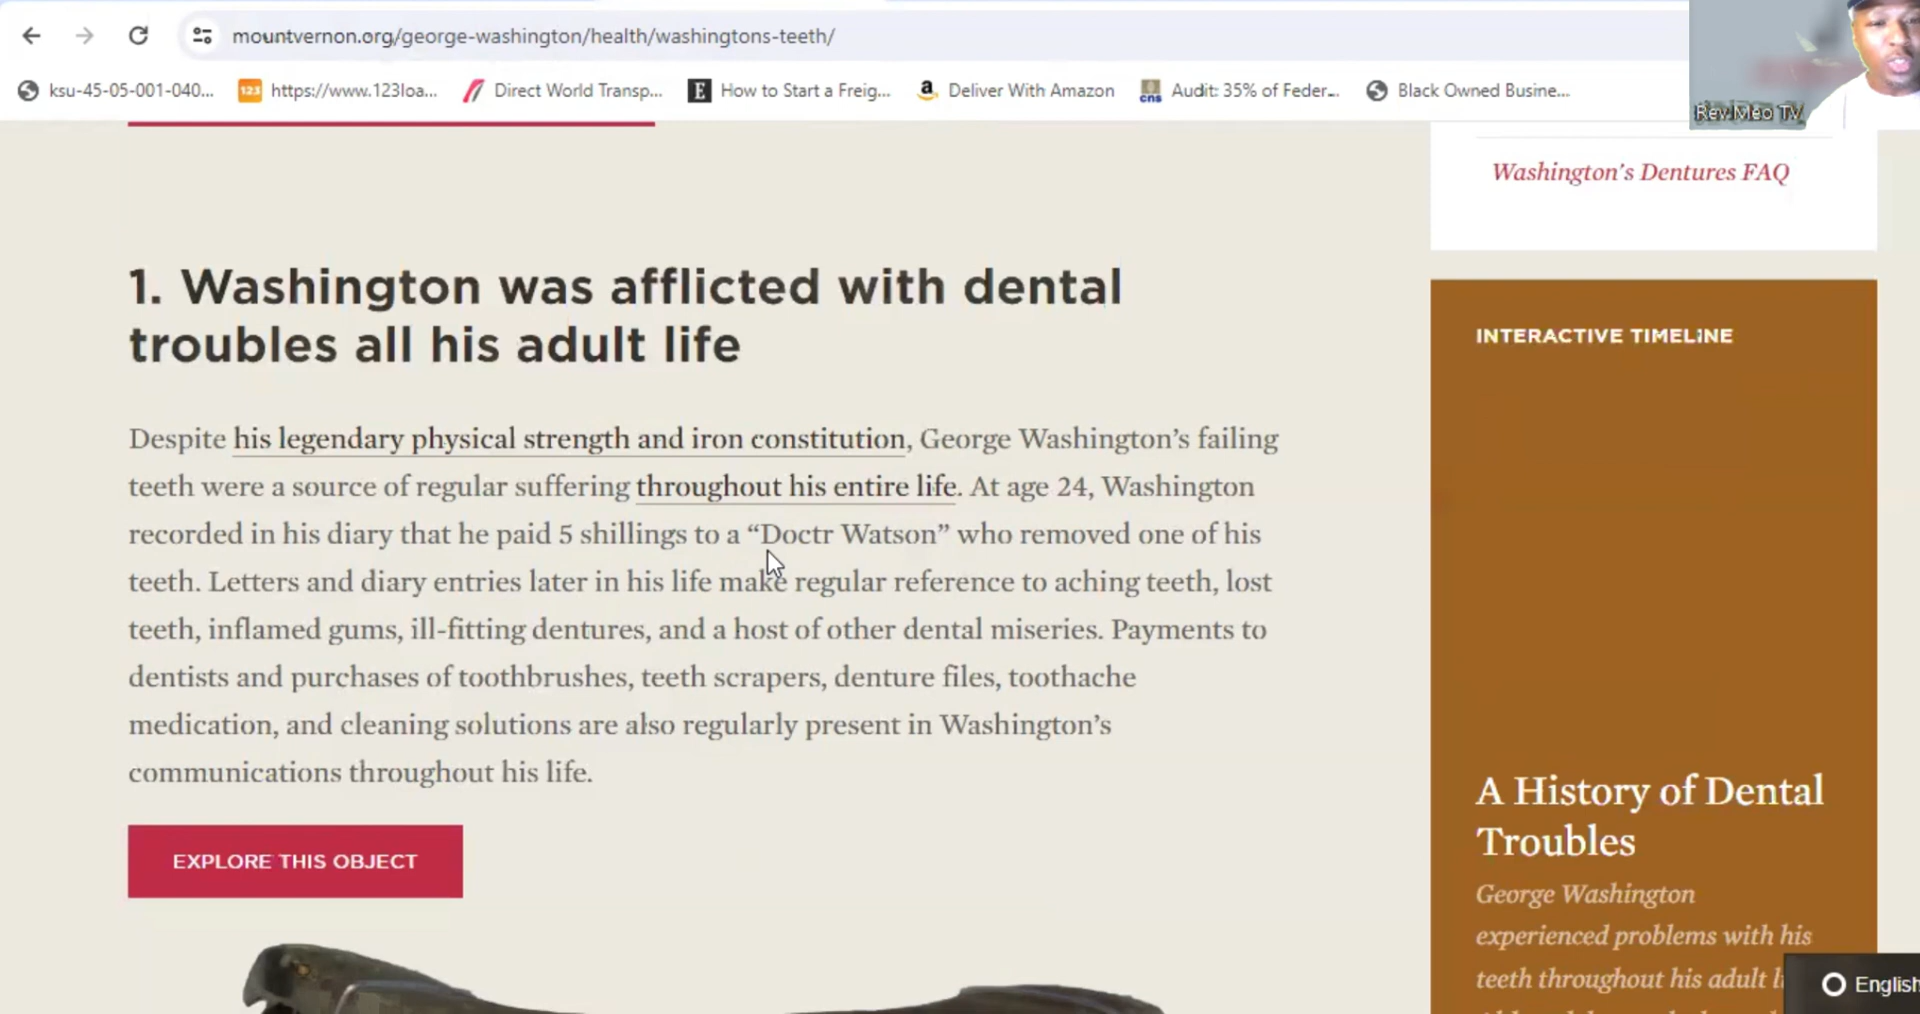 mountvernon.org/george-washington/health/washingtons-teeth/
ksu-45-05-001-040...
123
https://www.123loa...
Direct World Transp...
E
How to Start a Freig...
a
Deliver With Amazon
cns
Audit: 35% of Feder...
Black Owned Busine...
Rev Meo TV
Washington's Dentures FAQ
1. Washington was afflicted with dental
troubles all his adult life
Despite his legendary physical strength and iron constitution, George Washington's failing
teeth were a source of regular suffering throughout his entire life. At age 24, Washington
recorded in his diary that he paid 5 shillings to a “Doctr Watson” who removed one of his
teeth. Letters and diary entries later in his life make regular reference to aching teeth, lost
teeth, inflamed gums, ill-fitting dentures, and a host of other dental miseries. Payments to
dentists and purchases of toothbrushes, teeth scrapers, denture files, toothache
medication, and cleaning solutions are also regularly present in Washington's
communications throughout his life.
EXPLORE THIS OBJECT
INTERACTIVE TIMELINE
A History of Dental
Troubles
George Washington
experienced problems with his
teeth throughout his adult
English